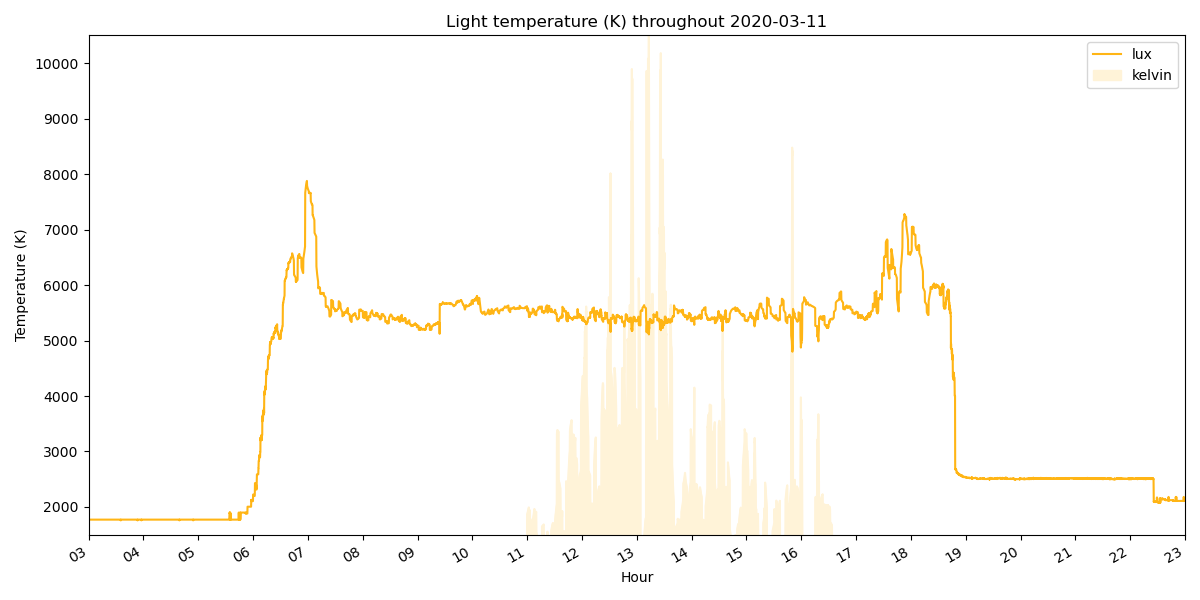 Light temperature (K) throughout 2020-03-11
lux
kelvin
Temperature (K)
10000
9000
8000
7000
6000
5000
4000
3000
2000
03 04 05 06 07 08 09 10 11 12 13 14 15 16 17 18 19 20 21 22 23
Hour